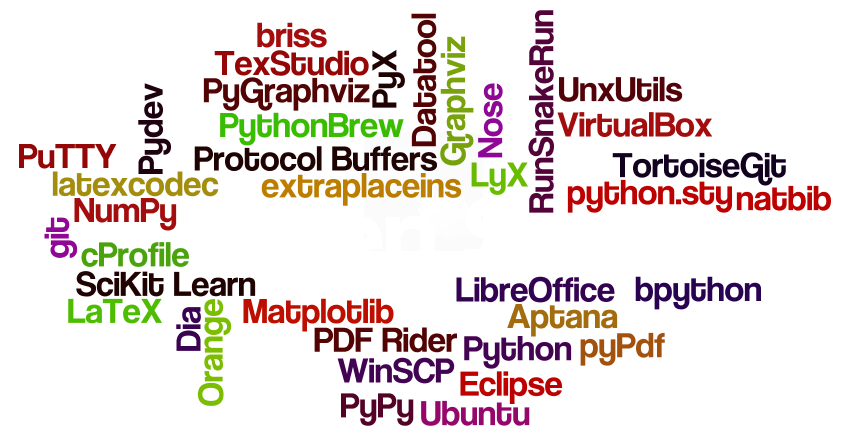 briss
TexStudio
PyX
Datatool
Graphviz
RunSnakeRun
PyGraphviz
Nose
UnxUtils
Pydev
PythonBrew
VirtualBox
PuTTY
Protocol Buffers
TortoiseGit
latexcodec
extraplaceins
LyX
python.sty
natbib
NumPy
git
cProfile
SciKit Learn
LibreOffice
bpython
LaTeX
Dia
Orange
Matplotlib
Aptana
PDF Rider
Python
pyPdf
WinSCP
Eclipse
PyPy
Ubuntu